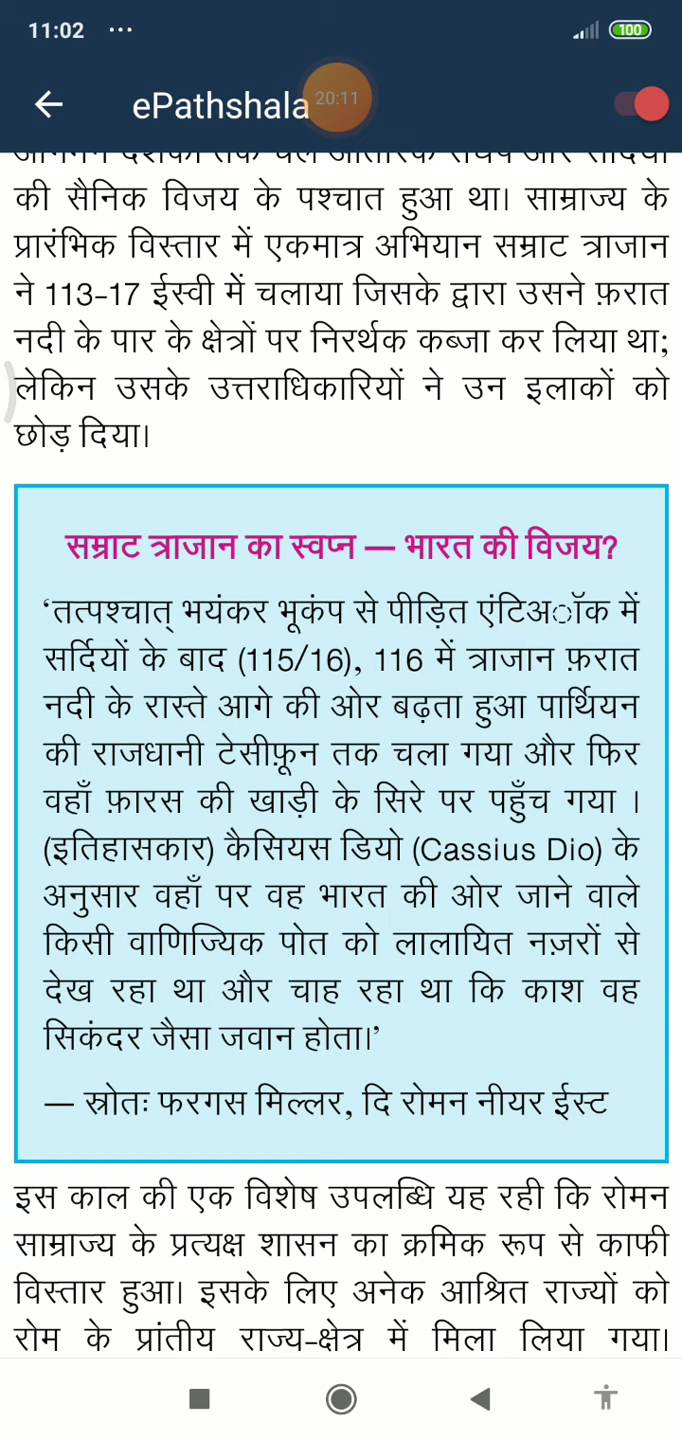 11:02 ... 100
ePathshala 20:11
की सैनिक विजय के पश्चात हुआ था। साम्राज्य के
प्रारंभिक विस्तार में एकमात्र अभियान सम्राट त्राजान
ने 113-17 ईस्वी में चलाया जिसके द्वारा उसने फ़रात
नदी के पार के क्षेत्रों पर निरर्थक कब्जा कर लिया था;
लेकिन उसके उत्तराधिकारियों ने उन इलाकों को
छोड़ दिया।
सम्राट त्राजान का स्वप्न — भारत की विजय?
‘तत्पश्चात् भयंकर भूकंप से पीड़ित एंटिअॉक में
सर्दियों के बाद (115/16), 116 में त्राजान फ़रात
नदी के रास्ते आगे की ओर बढ़ता हुआ पार्थियन
की राजधानी टेसीफ़ून तक चला गया और फिर
वहाँ फ़ारस की खाड़ी के सिरे पर पहुँच गया ।
(इतिहासकार) कैसियस डियो (Cassius Dio) के
अनुसार वहाँ पर वह भारत की ओर जाने वाले
किसी वाणिज्यिक पोत को लालायित नज़रों से
देख रहा था और चाह रहा था कि काश वह
सिकंदर जैसा जवान होता।’
— स्रोतः फरगस मिल्लर, दि रोमन नीयर ईस्ट
इस काल की एक विशेष उपलब्धि यह रही कि रोमन
साम्राज्य के प्रत्यक्ष शासन का क्रमिक रूप से काफी
विस्तार हुआ। इसके लिए अनेक आश्रित राज्यों को
रोम के प्रांतीय राज्य-क्षेत्र में मिला लिया गया।